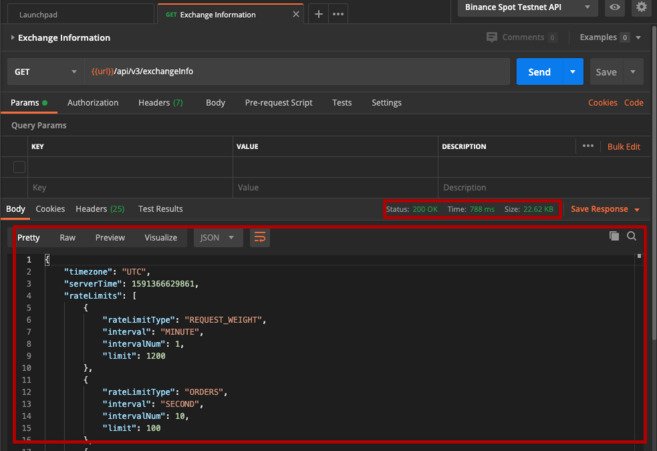 Launchpad
GET Exchange Information
Binance Spot Testnet API
Exchange Information
Comments 0
Examples 0
GET
{{url}}/api/v3/exchangeInfo
Send
Save
Params
Authorization
Headers (7)
Body
Pre-request Script
Tests
Settings
Cookies
Code
Query Params
KEY
VALUE
DESCRIPTION
Bulk Edit
Key
Value
Description
Body
Cookies
Headers (25)
Test Results
Status: 200 OK
Time: 788 ms
Size: 22.62 KB
Save Response
Pretty
Raw
Preview
Visualize
JSON
1 {
2 "timezone": "UTC",
3 "serverTime": 1591366629861,
4 "rateLimits": [
5 {
6 "rateLimitType": "REQUEST_WEIGHT",
7 "interval": "MINUTE",
8 "intervalNum": 1,
9 "limit": 1200
10 },
11 {
12 "rateLimitType": "ORDERS",
13 "interval": "SECOND",
14 "intervalNum": 10,
15 "limit": 100
16 },